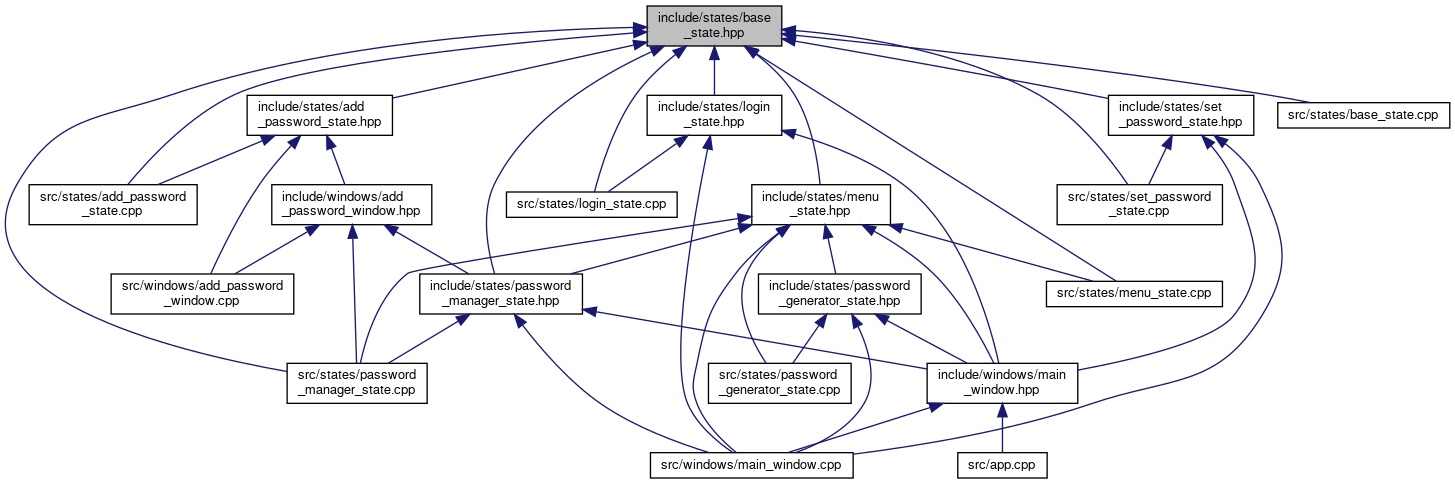 include/states/base
_state.hpp
include/states/add
_password_state.hpp
include/states/login
_state.hpp
include/states/set
_password_state.hpp
src/states/base_state.cpp
src/states/add_password
_state.cpp
include/windows/add
_password_window.hpp
src/states/login_state.cpp
include/states/menu
_state.hpp
src/states/set_password
_state.cpp
src/windows/add_password
_window.cpp
include/states/password
_manager_state.hpp
include/states/password
_generator_state.hpp
src/states/menu_state.cpp
src/states/password
_manager_state.cpp
src/states/password
_generator_state.cpp
include/windows/main
_window.hpp
src/windows/main_window.cpp
src/app.cpp